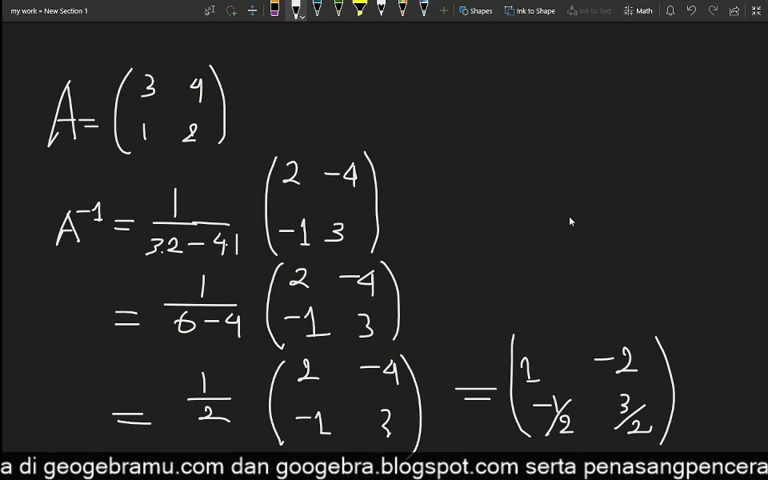 my work » New Section 1
Shapes Ink to Shape Ink to Text Math
A = ( 3 4
1 2 )
A⁻¹ = 1 / (3.2 − 4.1) ( 2 −4
−1 3 )
= 1 / (6 − 4) ( 2 −4
−1 3 )
= 1/2 ( 2 −4
−1 3 ) = ( 1 −2
−1/2 3/2 )
a di geogebramu.com dan googebra.blogspot.com serta penasangpencera